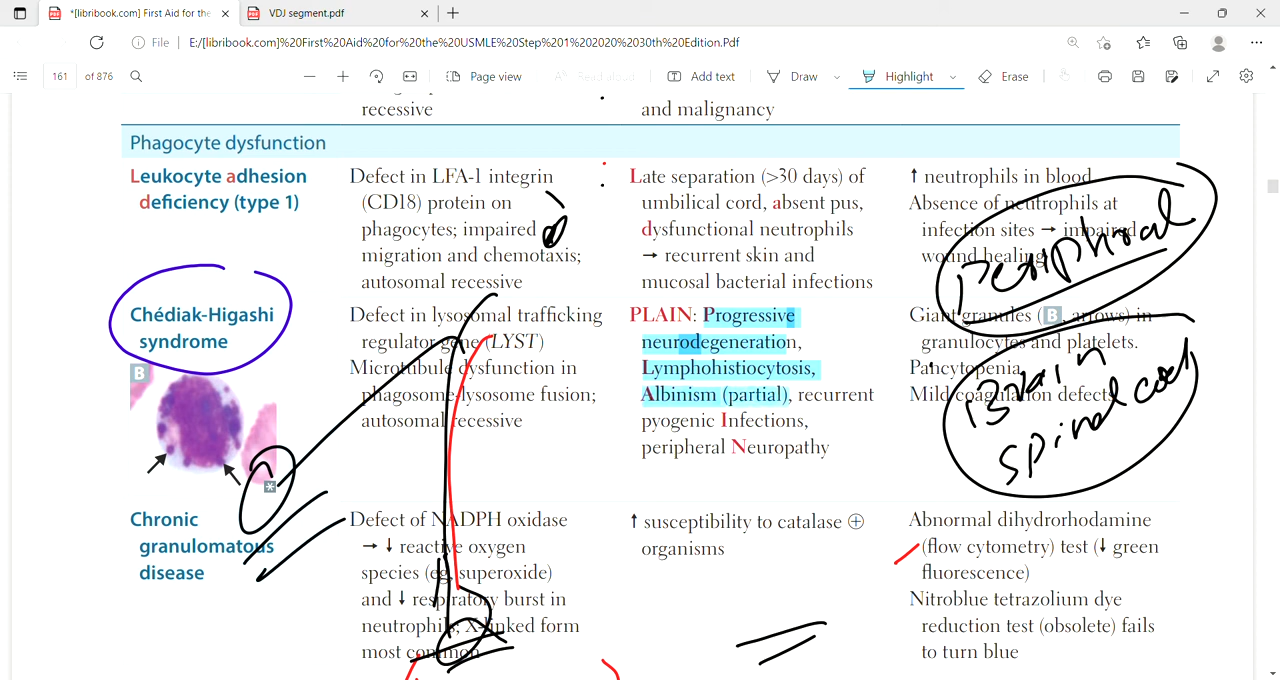 *[libribook.com] First Aid for the
VDJ segment.pdf
File
E:/[libribook.com]%20First%20Aid%20for%20the%20USMLE%20Step%201%202020%2030th%20Edition.Pdf
161 of 876
Page view
Read aloud
Add text
Draw
Highlight
Erase
recessive
and malignancy
Phagocyte dysfunction
Leukocyte adhesion
deficiency (type 1)
Defect in LFA-1 integrin
(CD18) protein on
phagocytes; impaired
migration and chemotaxis;
autosomal recessive
Late separation (>30 days) of
umbilical cord, absent pus,
dysfunctional neutrophils
→ recurrent skin and
mucosal bacterial infections
↑ neutrophils in blood
Absence of neutrophils at
infection sites → impaired
wound healing
Periphiral
Chédiak-Higashi
syndrome
B
*
Defect in lysosomal trafficking
regulator gene (LYST)
Microtubule dysfunction in
phagosome-lysosome fusion;
autosomal recessive
PLAIN: Progressive
neurodegeneration,
Lymphohistiocytosis,
Albinism (partial), recurrent
pyogenic Infections,
peripheral Neuropathy
Giant granules (B, arrows) in
granulocytes and platelets.
Pancytopenia
Mild coagulation defects
Brain
spinal cord
Chronic
granulomatous
disease
Defect of NADPH oxidase
→ ↓ reactive oxygen
species (eg, superoxide)
and ↓ respiratory burst in
neutrophils; X-linked form
most common
↑ susceptibility to catalase ⊕
organisms
Abnormal dihydrorhodamine
(flow cytometry) test (↓ green
fluorescence)
Nitroblue tetrazolium dye
reduction test (obsolete) fails
to turn blue